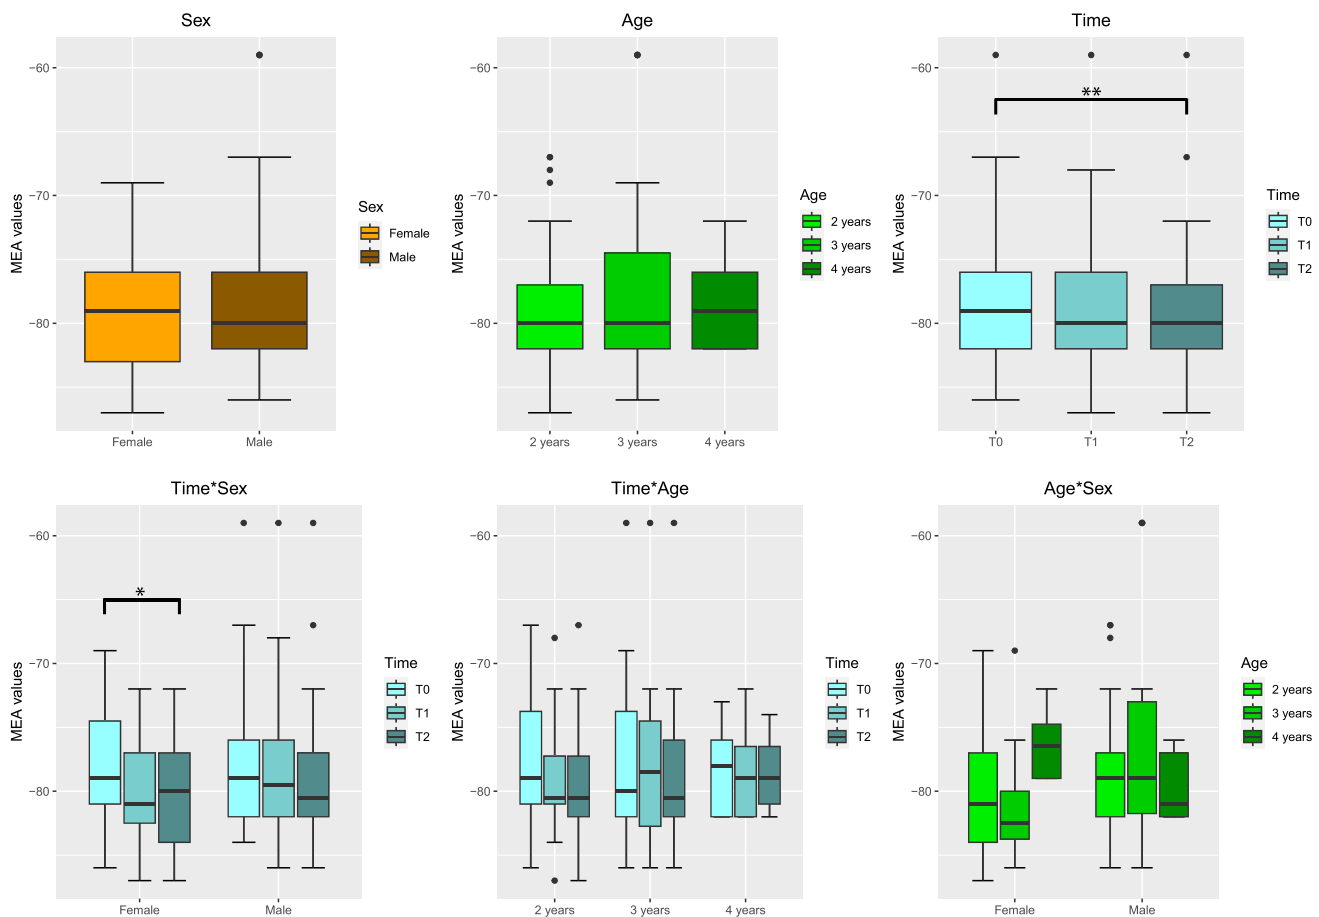 Sex
−60
−70
−80
MEA values
Female
Male
Sex
Female
Male
Age
−60
−70
−80
MEA values
2 years
3 years
4 years
Age
2 years
3 years
4 years
Time
−60
−70
−80
MEA values
**
T0
T1
T2
Time
T0
T1
T2
Time*Sex
−60
−70
−80
MEA values
*
Female
Male
Time
T0
T1
T2
Time*Age
−60
−70
−80
MEA values
2 years
3 years
4 years
Time
T0
T1
T2
Age*Sex
−60
−70
−80
MEA values
Female
Male
Age
2 years
3 years
4 years